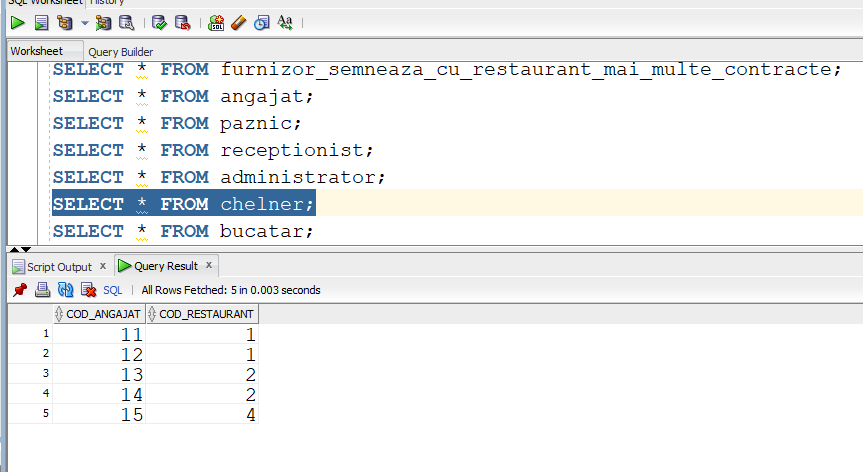 SQL Worksheet History
SQL
Aa
Worksheet Query Builder
SELECT * FROM furnizor_semneaza_cu_restaurant_mai_multe_contracte;
SELECT * FROM angajat;
SELECT * FROM paznic;
SELECT * FROM receptionist;
SELECT * FROM administrator;
SELECT * FROM chelner;
SELECT * FROM bucatar;
Script Output x Query Result x
SQL | All Rows Fetched: 5 in 0.003 seconds
COD_ANGAJAT COD_RESTAURANT
1 11 1
2 12 1
3 13 2
4 14 2
5 15 4